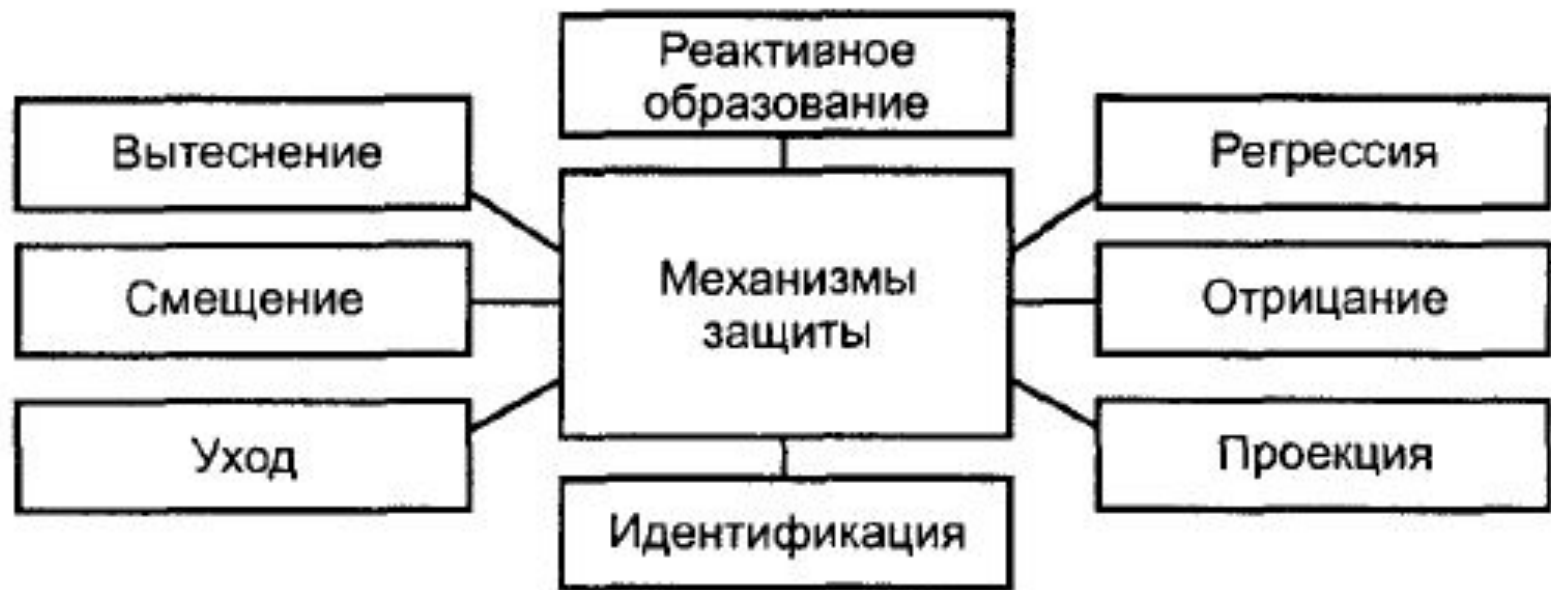 Реактивное
образование
Вытеснение
Регрессия
Механизмы
защиты
Смещение
Отрицание
Уход
Проекция
Идентификация